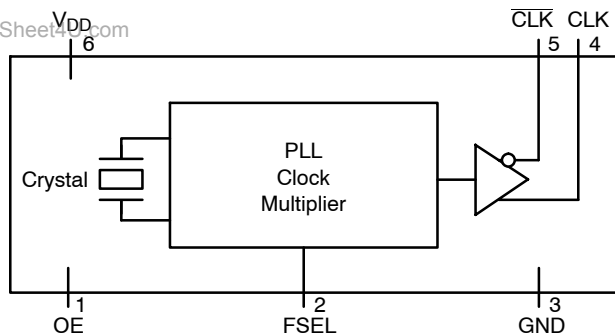 VDD
CLK CLK
Sheet4U.com
6
5 4
PLL
Clock
Multiplier
Crystal
1 2 3
OE FSEL GND